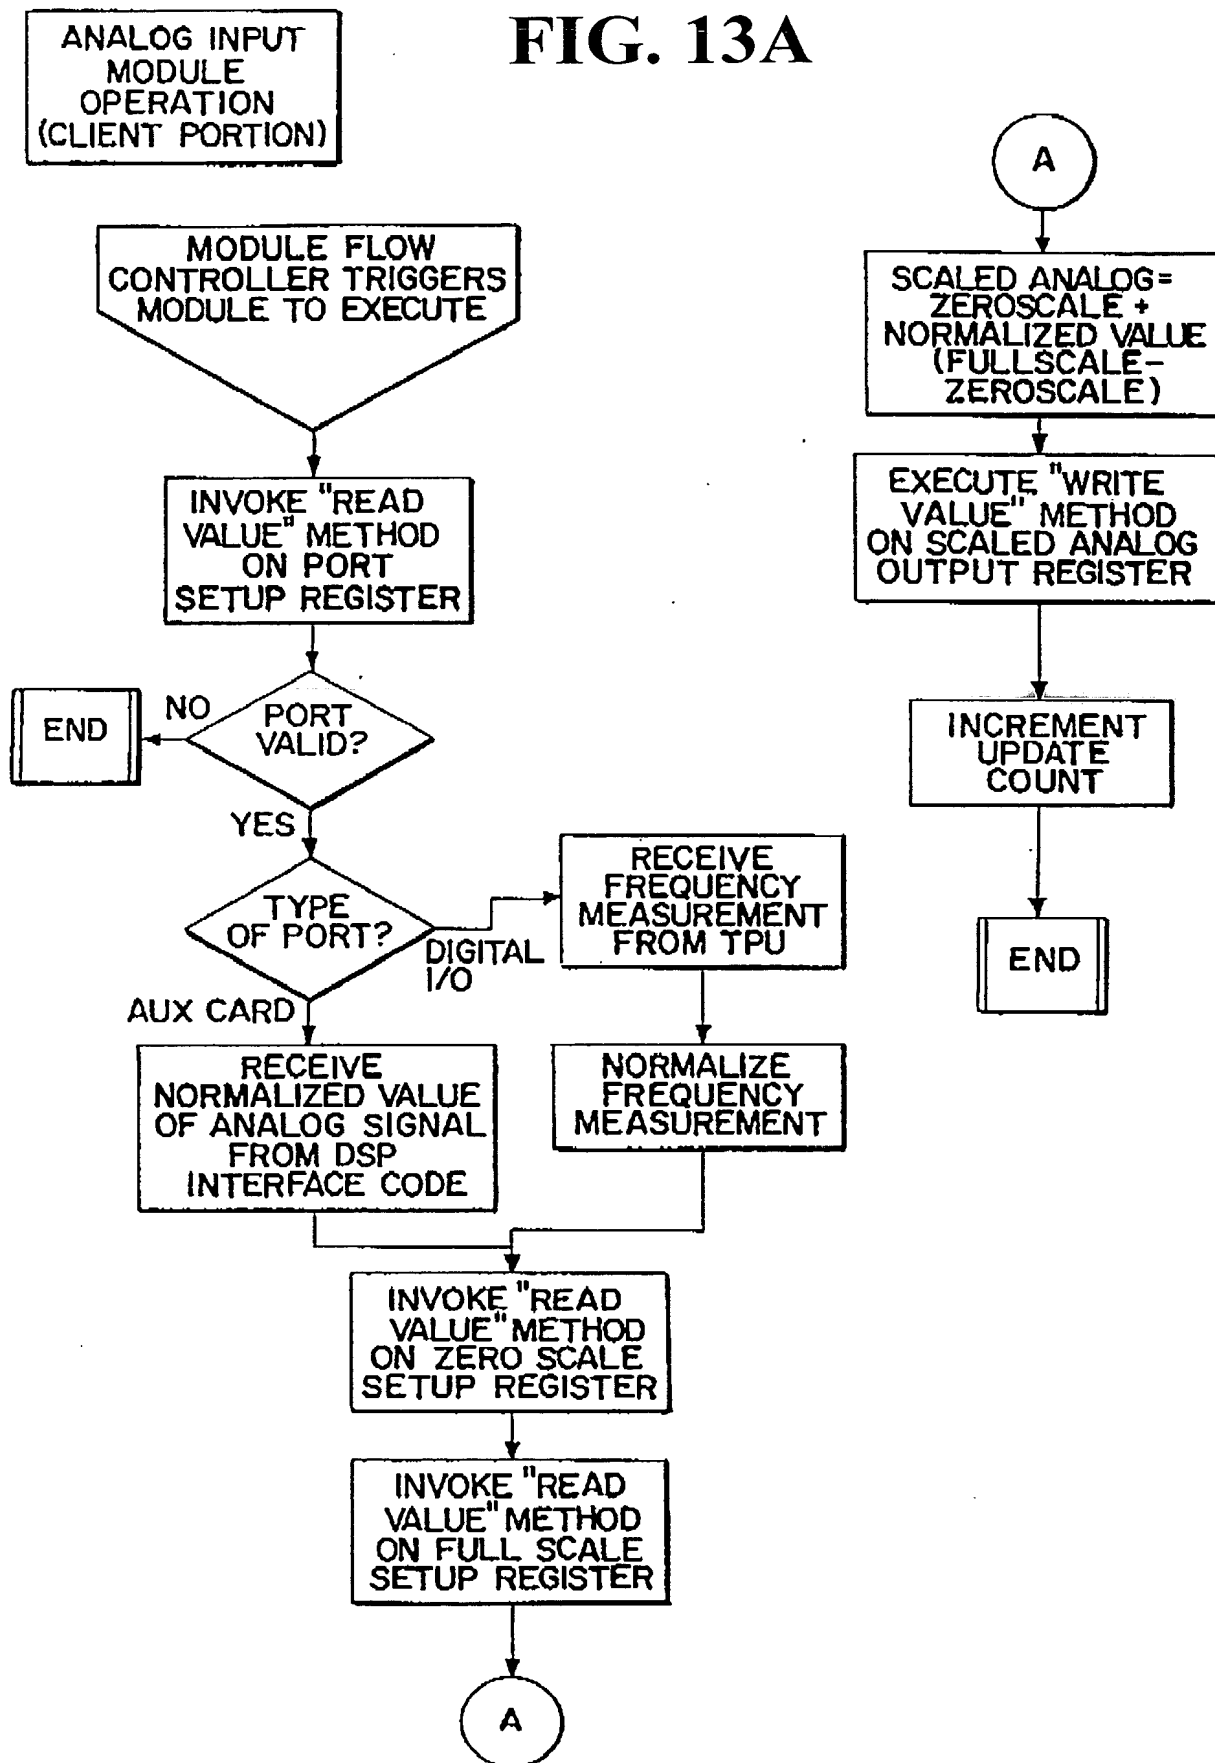 FIG. 13A
ANALOG INPUT
MODULE
OPERATION
(CLIENT PORTION)
MODULE FLOW
CONTROLLER TRIGGERS
MODULE TO EXECUTE
INVOKE "READ
VALUE" METHOD
ON PORT
SETUP REGISTER
PORT
VALID?
NO
END
YES
TYPE
OF PORT?
DIGITAL
I/O
AUX CARD
RECEIVE
FREQUENCY
MEASUREMENT
FROM TPU
NORMALIZE
FREQUENCY
MEASUREMENT
RECEIVE
NORMALIZED VALUE
OF ANALOG SIGNAL
FROM DSP
INTERFACE CODE
INVOKE "READ
VALUE" METHOD
ON ZERO SCALE
SETUP REGISTER
INVOKE "READ
VALUE" METHOD
ON FULL SCALE
SETUP REGISTER
A
A
SCALED ANALOG=
ZEROSCALE +
NORMALIZED VALUE
(FULLSCALE-
ZEROSCALE)
EXECUTE "WRITE
VALUE" METHOD
ON SCALED ANALOG
OUTPUT REGISTER
INCREMENT
UPDATE
COUNT
END